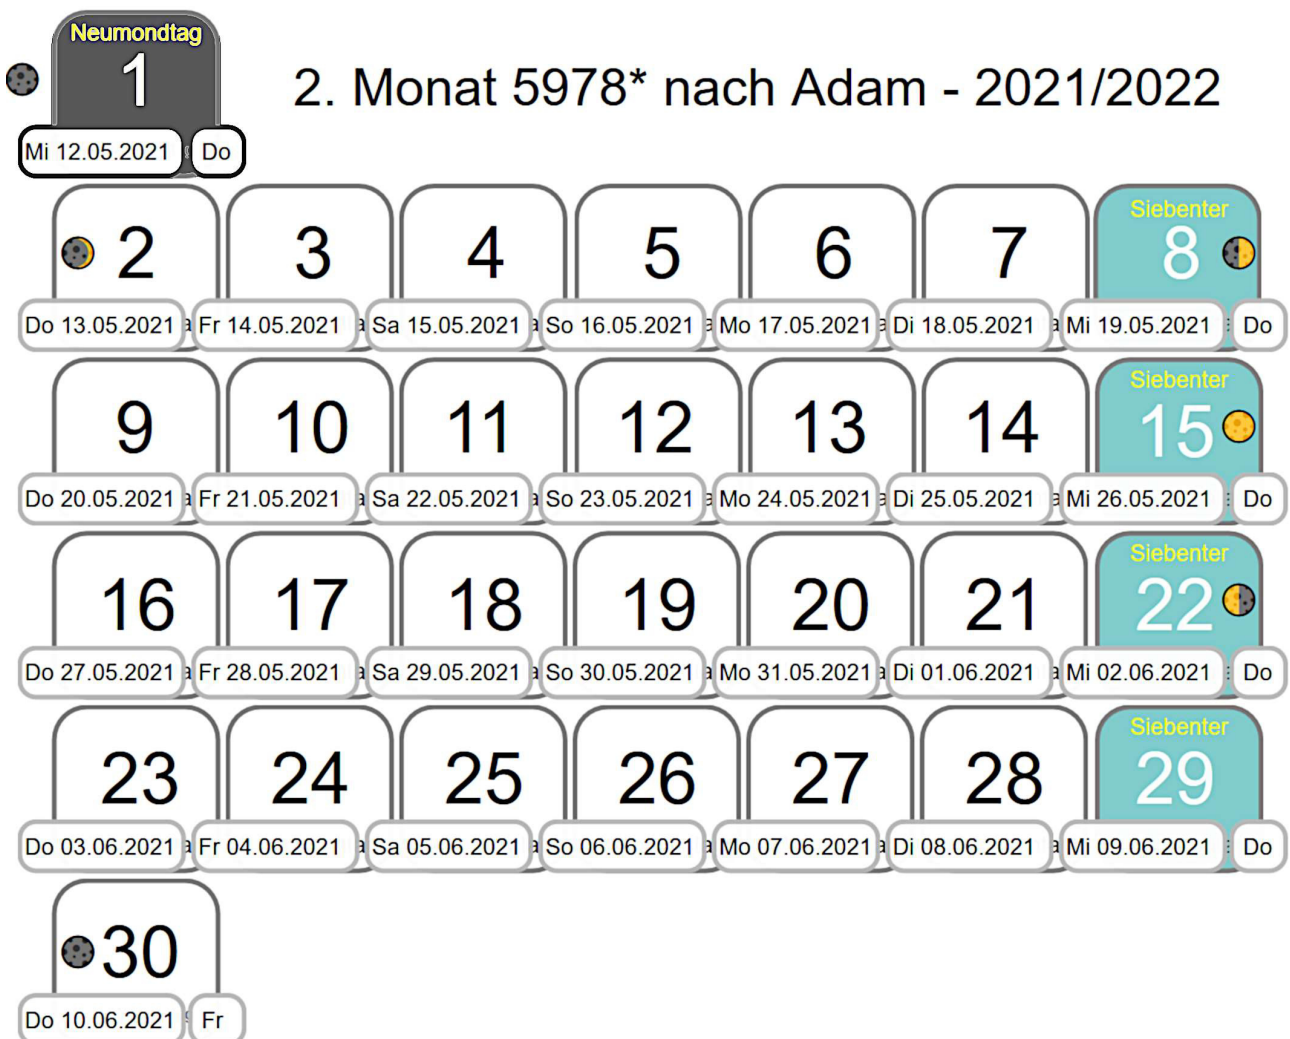 Neumondtag
1
2. Monat 5978* nach Adam - 2021/2022
Mi 12.05.2021 Do
2 3 4 5 6 7 Siebenter 8
Do 13.05.2021 Fr 14.05.2021 Sa 15.05.2021 So 16.05.2021 Mo 17.05.2021 Di 18.05.2021 Mi 19.05.2021 Do
9 10 11 12 13 14 Siebenter 15
Do 20.05.2021 Fr 21.05.2021 Sa 22.05.2021 So 23.05.2021 Mo 24.05.2021 Di 25.05.2021 Mi 26.05.2021 Do
16 17 18 19 20 21 Siebenter 22
Do 27.05.2021 Fr 28.05.2021 Sa 29.05.2021 So 30.05.2021 Mo 31.05.2021 Di 01.06.2021 Mi 02.06.2021 Do
23 24 25 26 27 28 Siebenter 29
Do 03.06.2021 Fr 04.06.2021 Sa 05.06.2021 So 06.06.2021 Mo 07.06.2021 Di 08.06.2021 Mi 09.06.2021 Do
30
Do 10.06.2021 Fr